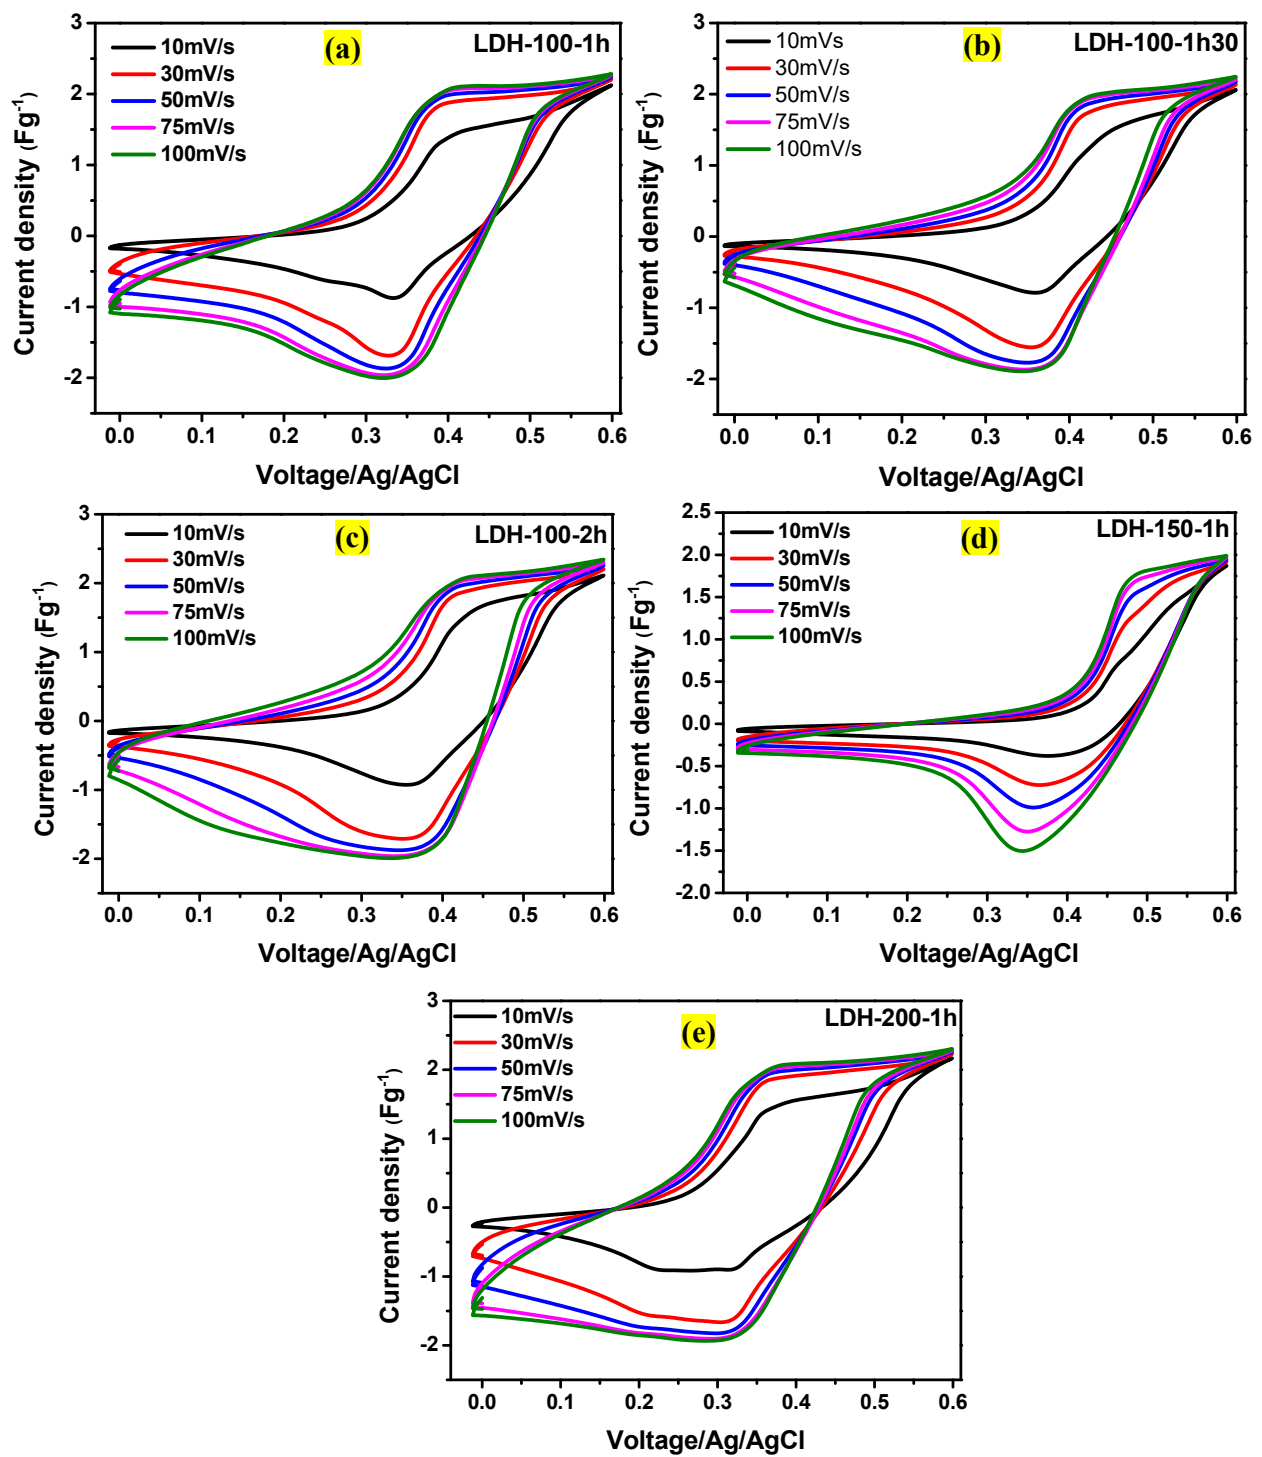 (a)
LDH-100-1h
10mV/s
30mV/s
50mV/s
75mV/s
100mV/s
Current density (Fg-1)
3
2
1
0
-1
-2
0.0 0.1 0.2 0.3 0.4 0.5 0.6
Voltage/Ag/AgCl
(b)
LDH-100-1h30
10mVs
30mV/s
50mV/s
75mV/s
100mV/s
Current density (Fg-1)
3
2
1
0
-1
-2
0.0 0.1 0.2 0.3 0.4 0.5 0.6
Voltage/Ag/AgCl
(c)
LDH-100-2h
10mV/s
30mV/s
50mV/s
75mV/s
100mV/s
Current density (Fg-1)
3
2
1
0
-1
-2
0.0 0.1 0.2 0.3 0.4 0.5 0.6
Voltage/Ag/AgCl
(d)
LDH-150-1h
10mV/s
30mV/s
50mV/s
75mV/s
100mV/s
Current density (Fg-1)
2.5
2.0
1.5
1.0
0.5
0.0
-0.5
-1.0
-1.5
-2.0
0.0 0.1 0.2 0.3 0.4 0.5 0.6
Voltage/Ag/AgCl
(e)
LDH-200-1h
10mV/s
30mV/s
50mV/s
75mV/s
100mV/s
Current density (Fg-1)
3
2
1
0
-1
-2
0.0 0.1 0.2 0.3 0.4 0.5 0.6
Voltage/Ag/AgCl